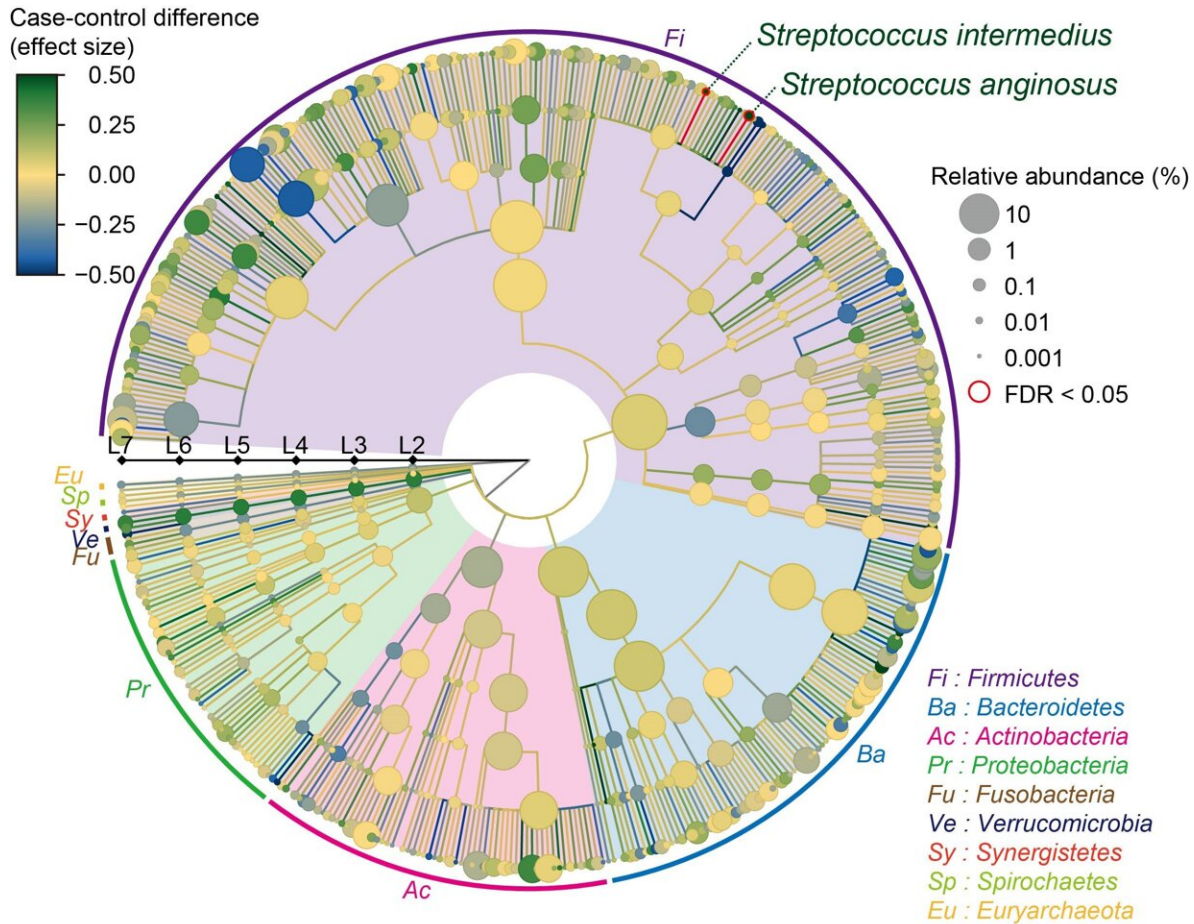 Case-control difference
(effect size)
0.50
0.25
0.00
−0.25
−0.50
Fi
Streptococcus intermedius
Streptococcus anginosus
Relative abundance (%)
10
1
0.1
0.01
0.001
FDR < 0.05
L7 L6 L5 L4 L3 L2
Eu
Sp
Sy
Ve
Fu
Pr
Ac
Ba
Fi : Firmicutes
Ba : Bacteroidetes
Ac : Actinobacteria
Pr : Proteobacteria
Fu : Fusobacteria
Ve : Verrucomicrobia
Sy : Synergistetes
Sp : Spirochaetes
Eu : Euryarchaeota